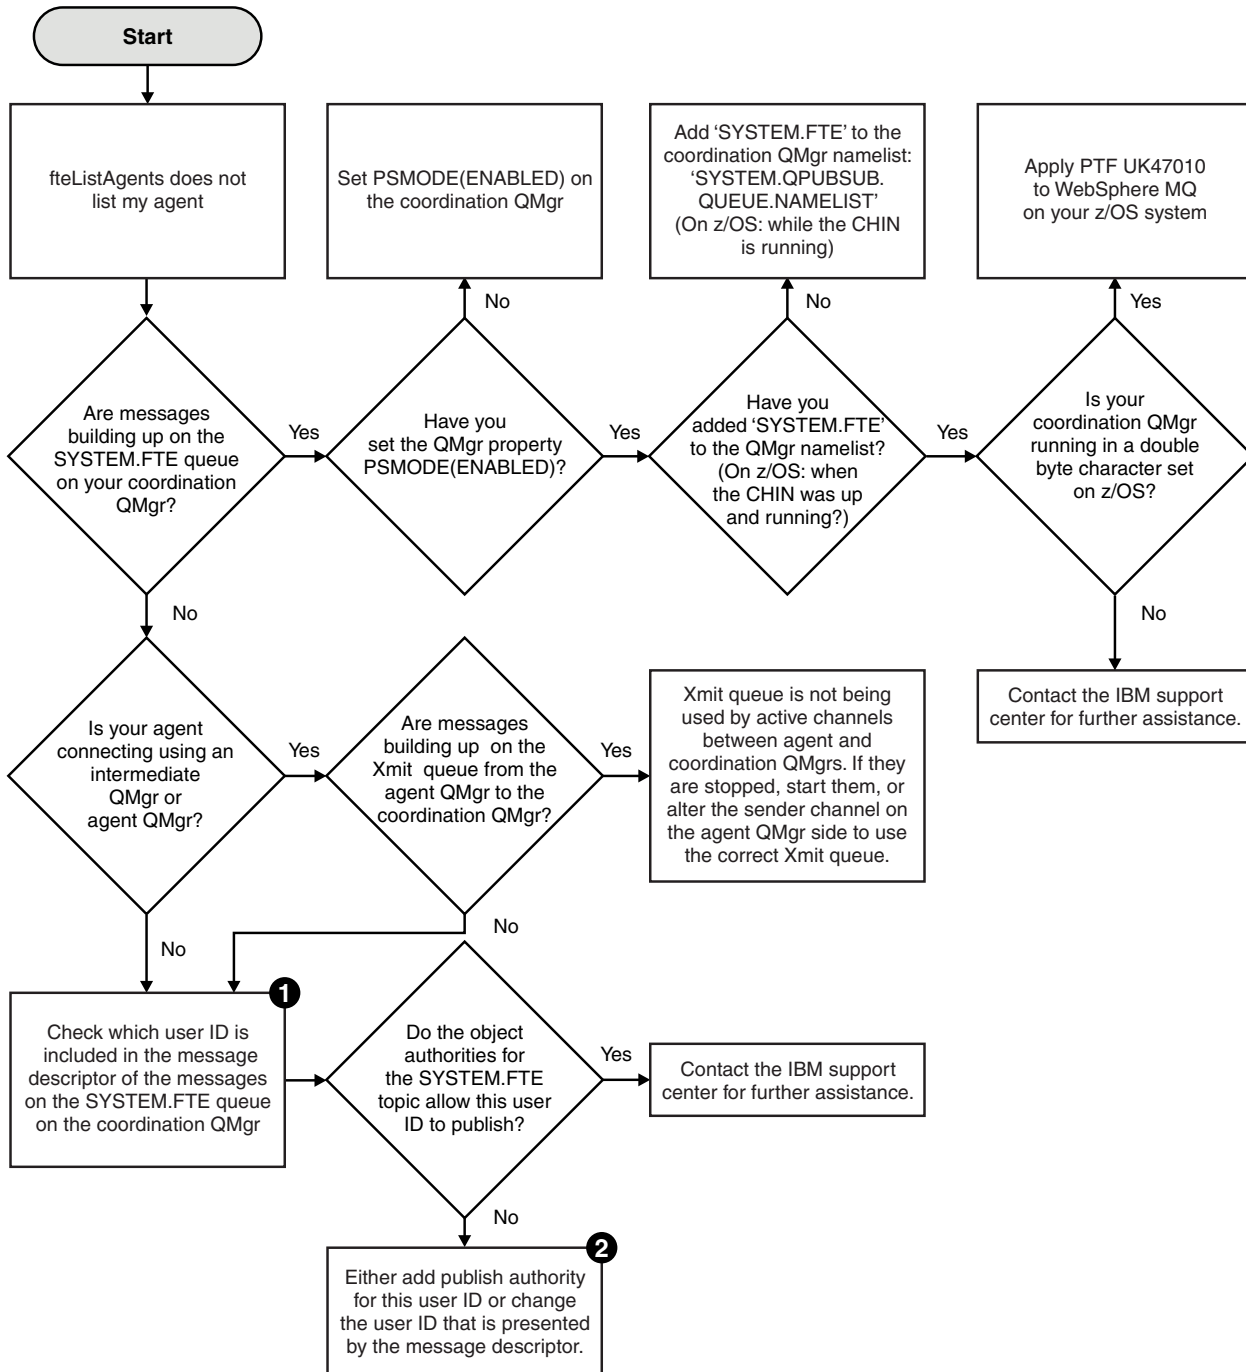 Start
fteListAgents does not
list my agent
Set PSMODE(ENABLED) on
the coordination QMgr
Add ‘SYSTEM.FTE’ to the
coordination QMgr namelist:
‘SYSTEM.QPUBSUB.
QUEUE.NAMELIST’
(On z/OS: while the CHIN
is running)
Apply PTF UK47010
to WebSphere MQ
on your z/OS system
No
No
Yes
Are messages
building up on the
SYSTEM.FTE queue
on your coordination
QMgr?
Yes
Have you
set the QMgr property
PSMODE(ENABLED)?
Yes
Have you
added ‘SYSTEM.FTE’
to the QMgr namelist?
(On z/OS: when
the CHIN was up
and running?)
Yes
Is your
coordination QMgr
running in a double
byte character set
on z/OS?
No
No
Is your agent
connecting using an
intermediate
QMgr or
agent QMgr?
Yes
Are messages
building up on the
Xmit queue from the
agent QMgr to the
coordination QMgr?
Yes
Xmit queue is not being
used by active channels
between agent and
coordination QMgrs. If they
are stopped, start them, or
alter the sender channel on
the agent QMgr side to use
the correct Xmit queue.
Contact the IBM support
center for further assistance.
No
No
1
Check which user ID is
included in the message
descriptor of the messages
on the SYSTEM.FTE queue
on the coordination QMgr
Do the object
authorities for
the SYSTEM.FTE
topic allow this user
ID to publish?
Yes
Contact the IBM support
center for further assistance.
No
2
Either add publish authority
for this user ID or change
the user ID that is presented
by the message descriptor.